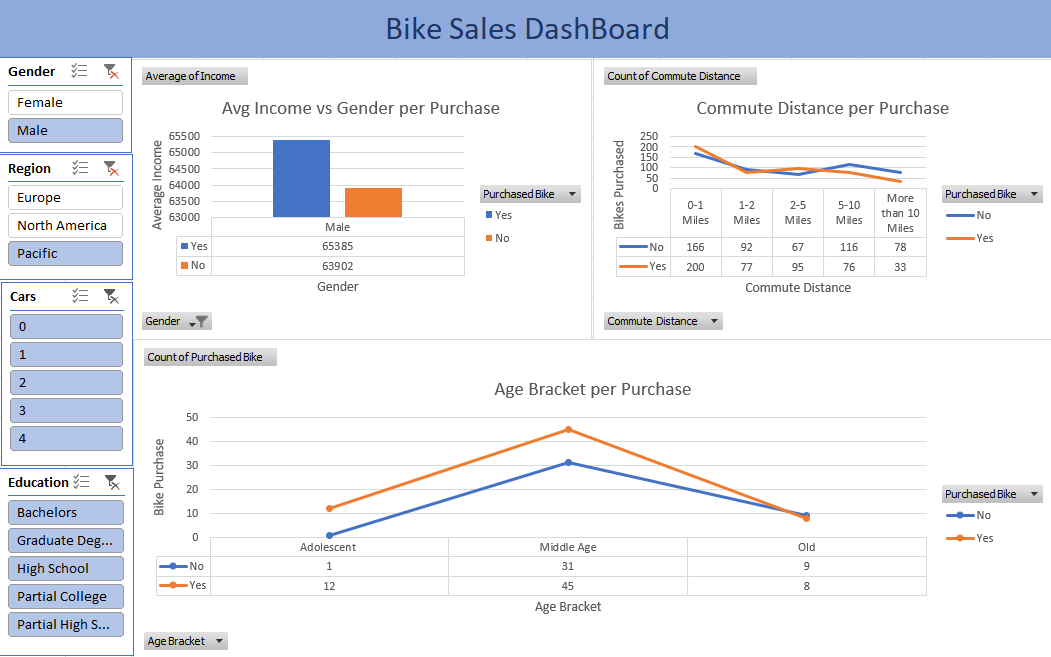 Bike Sales DashBoard
Gender
Female
Male
Region
Europe
North America
Pacific
Cars
0
1
2
3
4
Education
Bachelors
Graduate Deg...
High School
Partial College
Partial High S...
Average of Income
Avg Income vs Gender per Purchase
Average Income
65500
65000
64500
64000
63500
63000
Male
Yes 65385
No 63902
Gender
Purchased Bike
Yes
No
Gender
Count of Commute Distance
Commute Distance per Purchase
Bikes Purchased
250
200
150
100
50
0
0-1 Miles 1-2 Miles 2-5 Miles 5-10 Miles More than 10 Miles
No 166 92 67 116 78
Yes 200 77 95 76 33
Commute Distance
Purchased Bike
No
Yes
Commute Distance
Count of Purchased Bike
Age Bracket per Purchase
Bike Purchase
50
40
30
20
10
0
Adolescent Middle Age Old
No 1 31 9
Yes 12 45 8
Age Bracket
Purchased Bike
No
Yes
Age Bracket